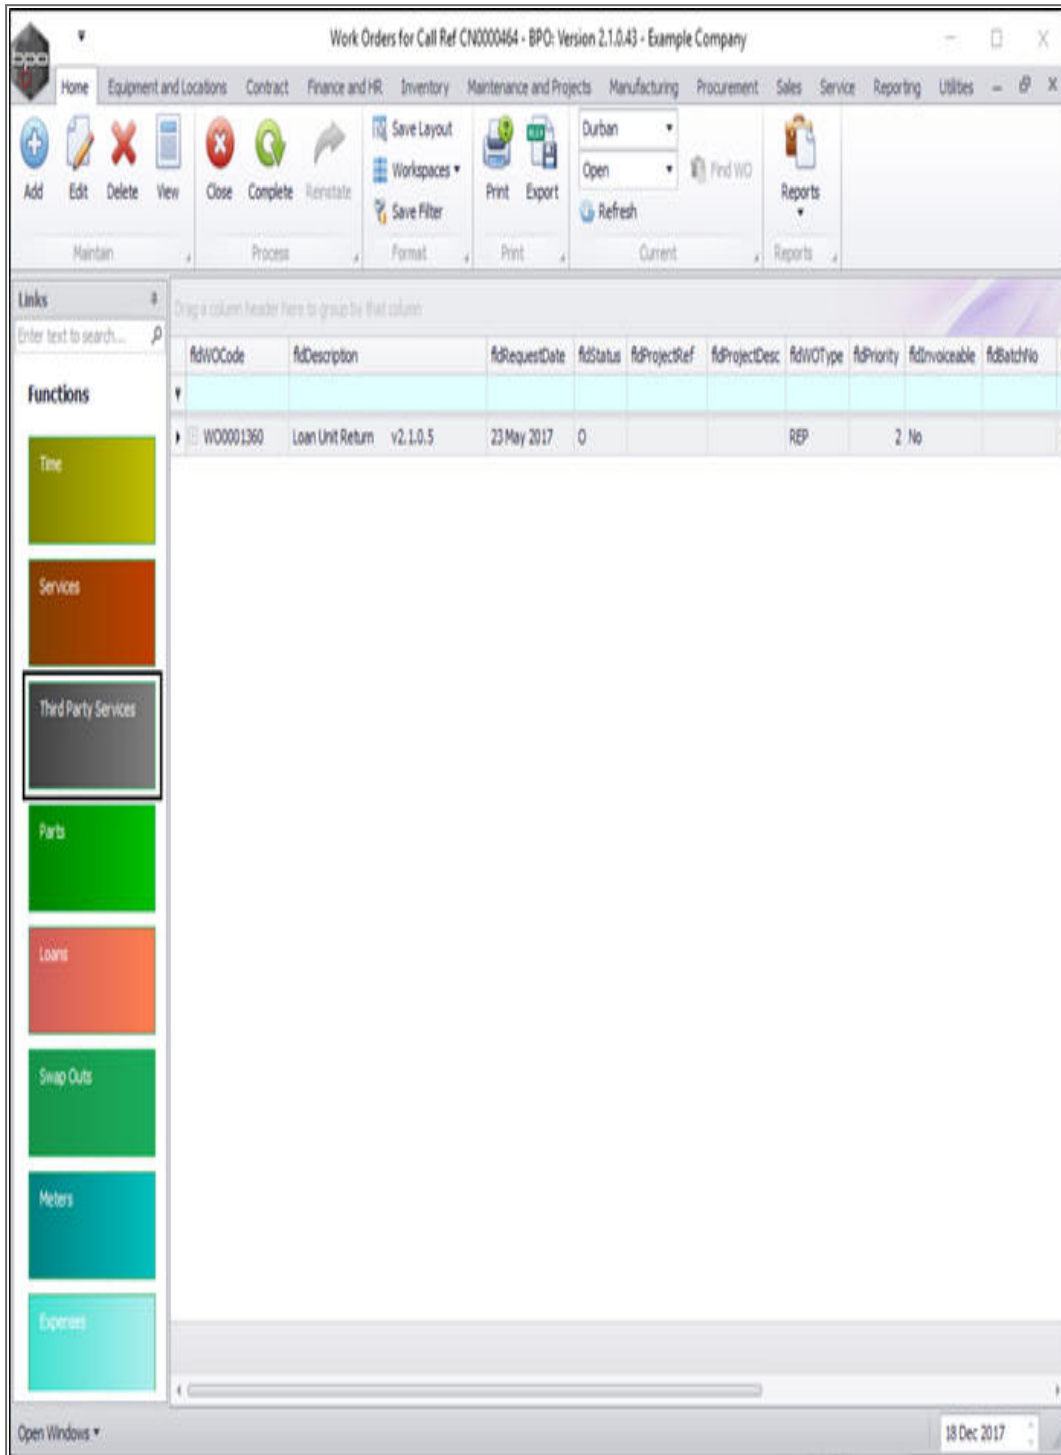 Work Orders for Call Ref CN0000464 - BPO: Version 2.1.0.43 - Example Company
bpo
Home Equipment and Locations Contract Finance and HR Inventory Maintenance and Projects Manufacturing Procurement Sales Service Reporting Utilities
Add Edit Delete View
Maintain
Close Complete Reinstate
Process
Save Layout
Workspaces
Save Filter
Format
Print Export
Print
Durban
Open
Refresh
Find WO
Current
Reports
Reports
Links
Enter text to search...
Functions
Time
Services
Third Party Services
Parts
Loans
Swap Outs
Meters
Expenses
Drag a column header here to group by that column
fldWOCode fldDescription fldRequestDate fldStatus fldProjectRef fldProjectDesc fldWOType fldPriority fldInvoiceable fldBatchNo
WO0001360 Loan Unit Return v2.1.0.5 23 May 2017 O REP 2 No
Open Windows
18 Dec 2017